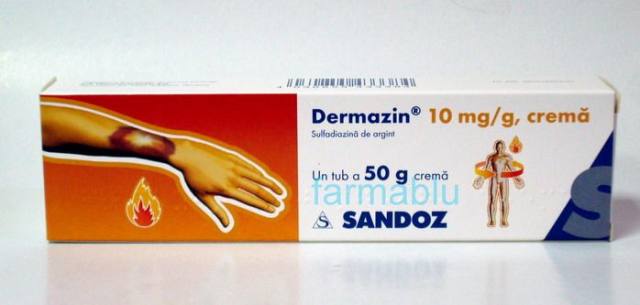 Dermazin® 10 mg/g, cremă
Sulfadiazină de argint
Un tub a 50 g cremă
farmablu
S SANDOZ
S